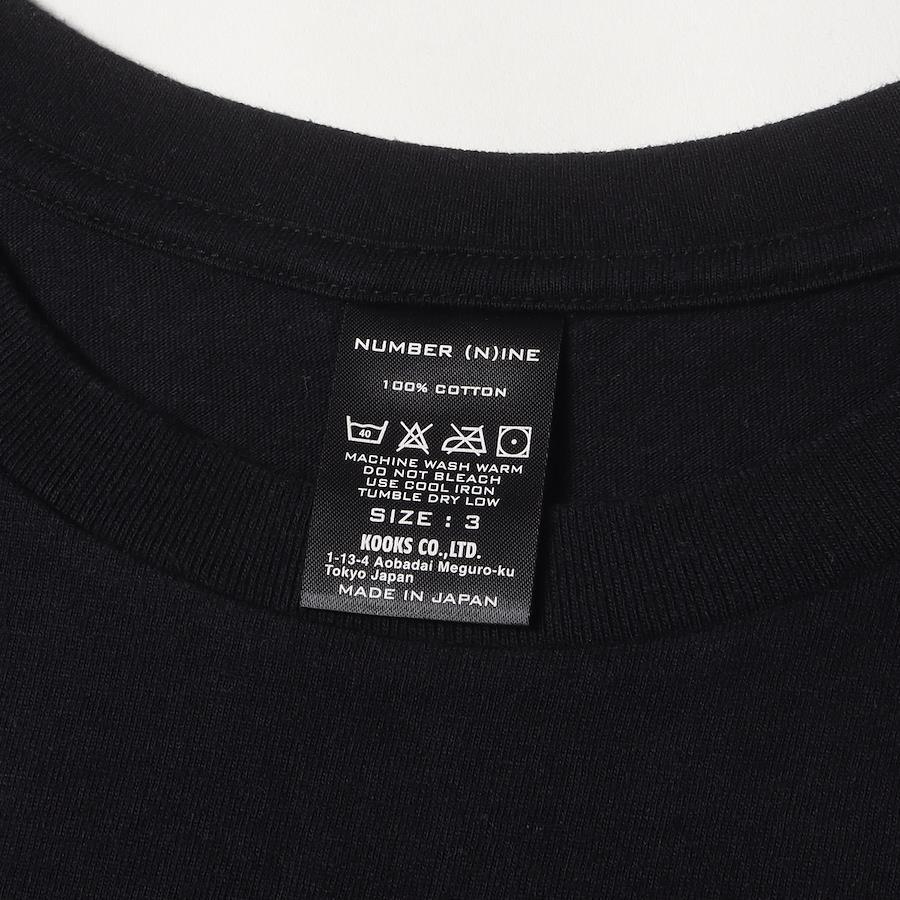 NUMBER (N)INE
100% COTTON
40
MACHINE WASH WARM
DO NOT BLEACH
USE COOL IRON
TUMBLE DRY LOW
SIZE : 3
KOOKS CO.,LTD.
1-13-4 Aobadai Meguro-ku
Tokyo Japan
MADE IN JAPAN